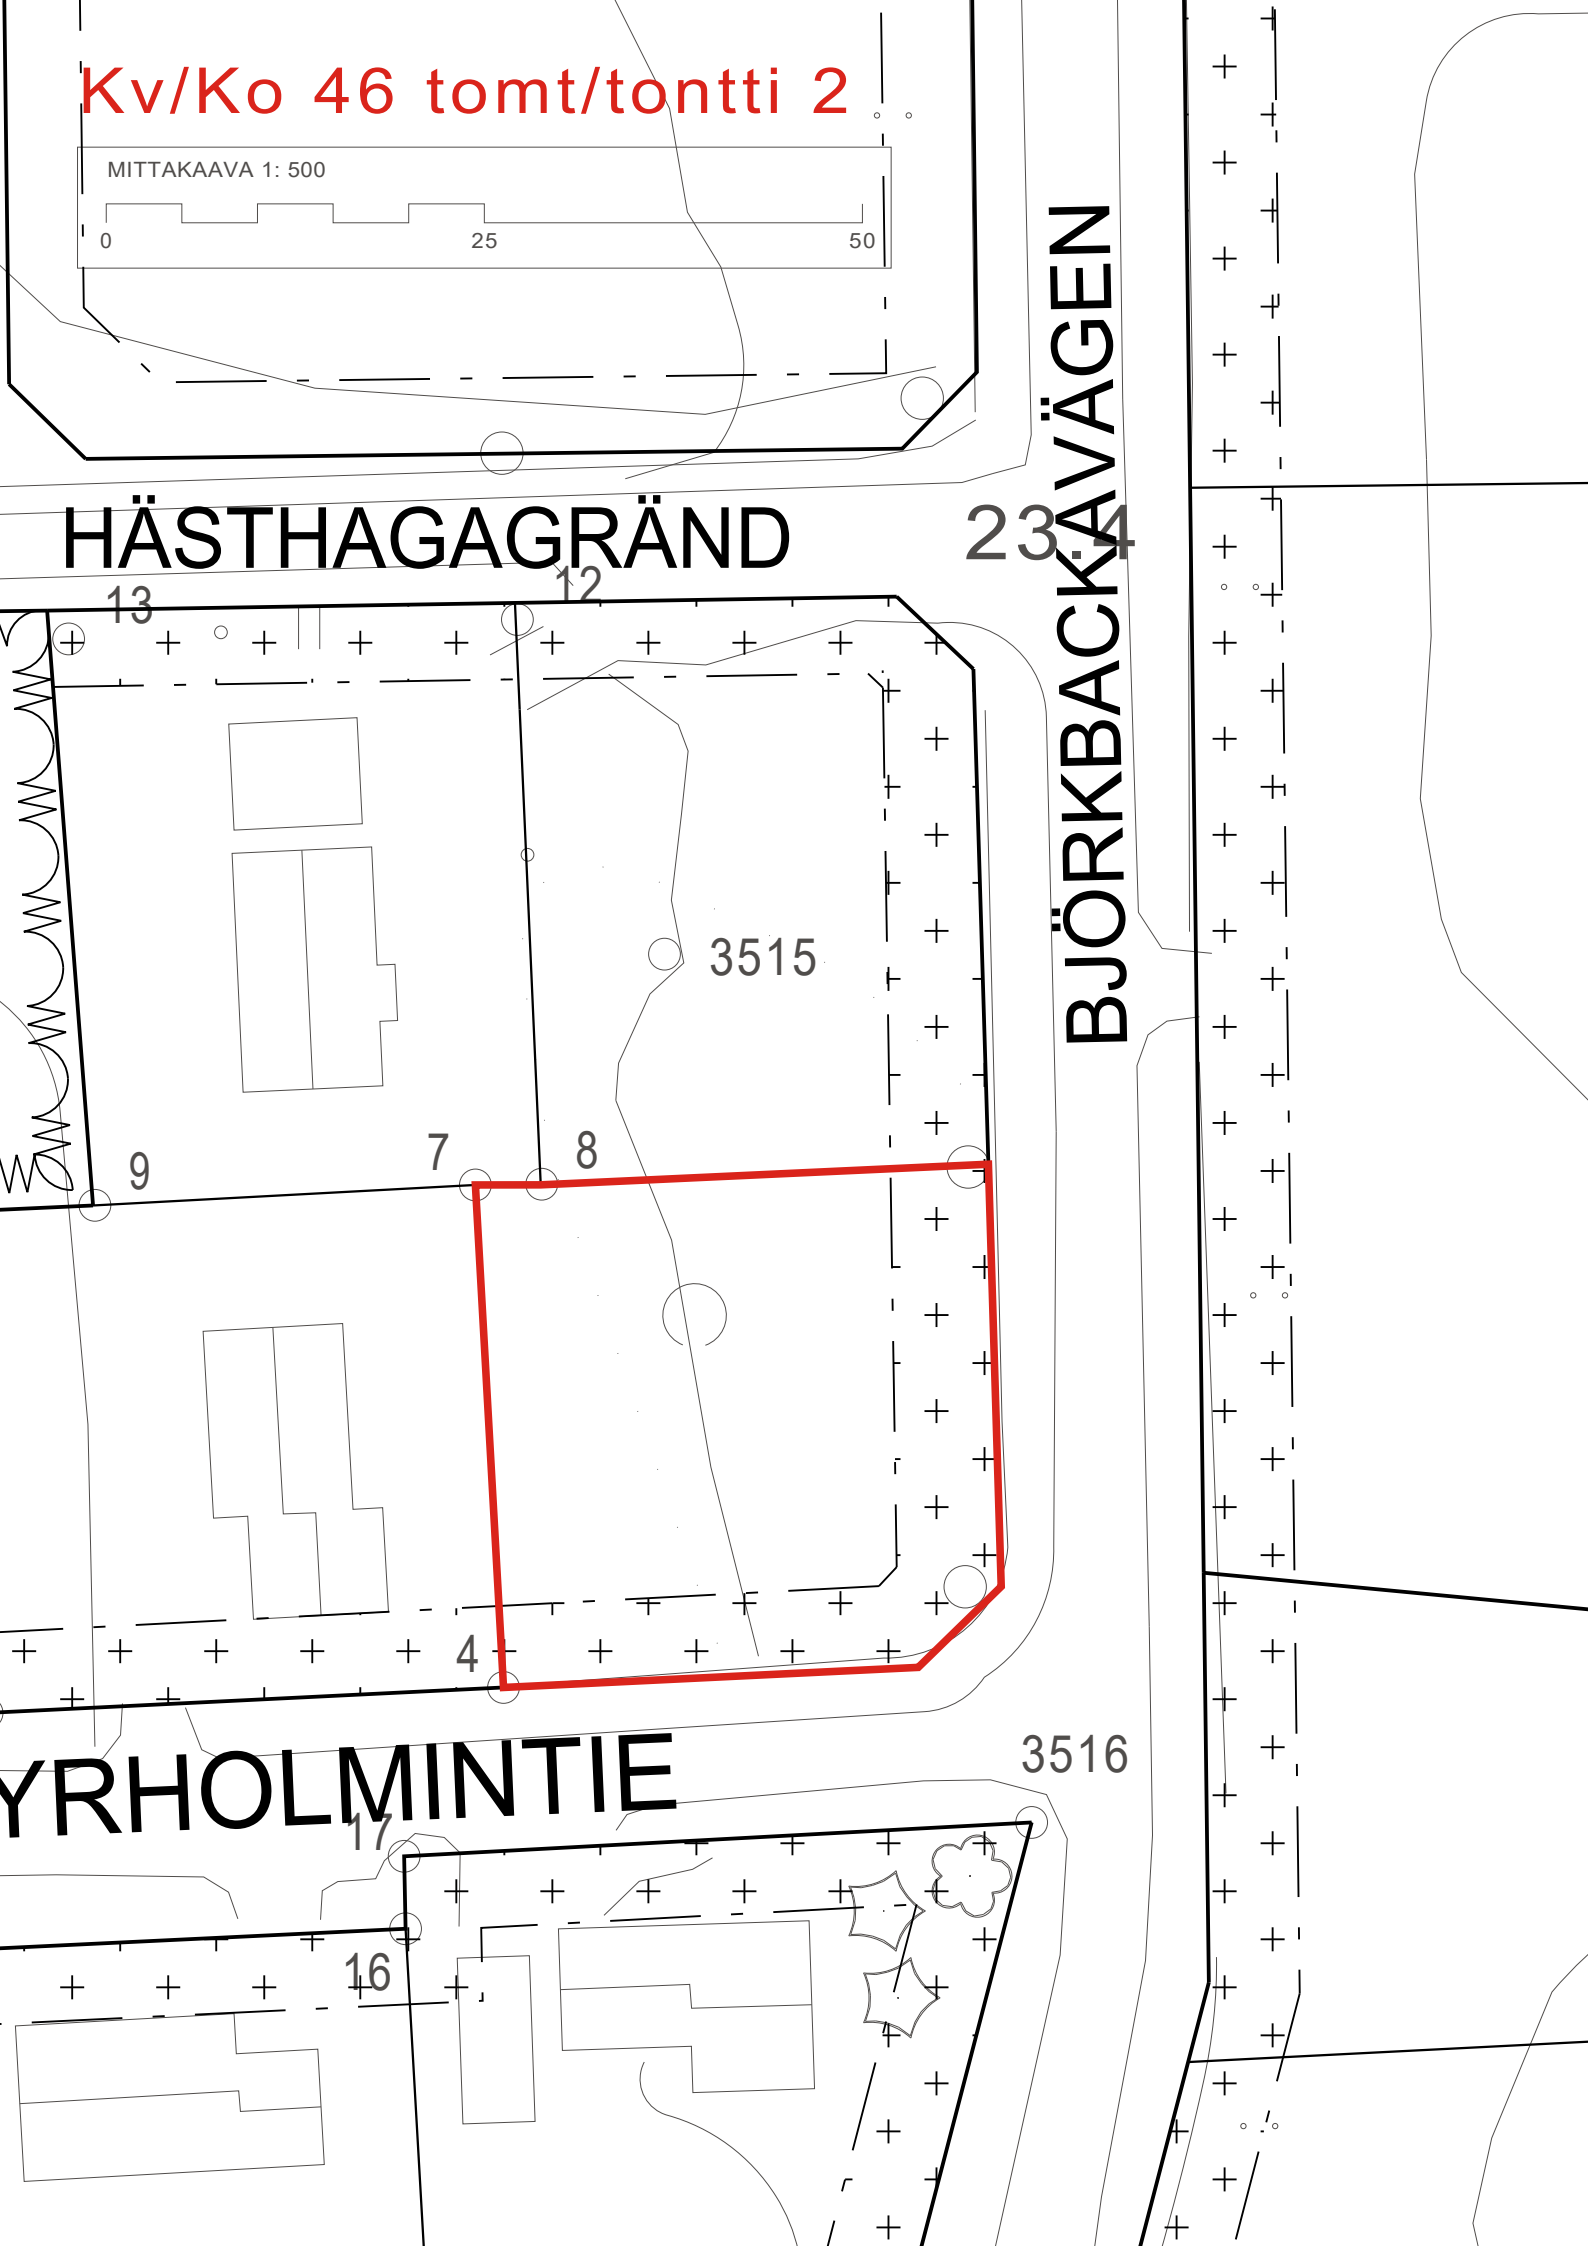 Kv/Ko 46 tomt/tontti 2
MITTAKAAVA 1: 500
0 25 50
BJÖRKBACKAVÄGEN
HÄSTHAGAGRÄND
23.4
13
12
3515
7
8
9
4
3516
YRHOLMINTIE
17
16